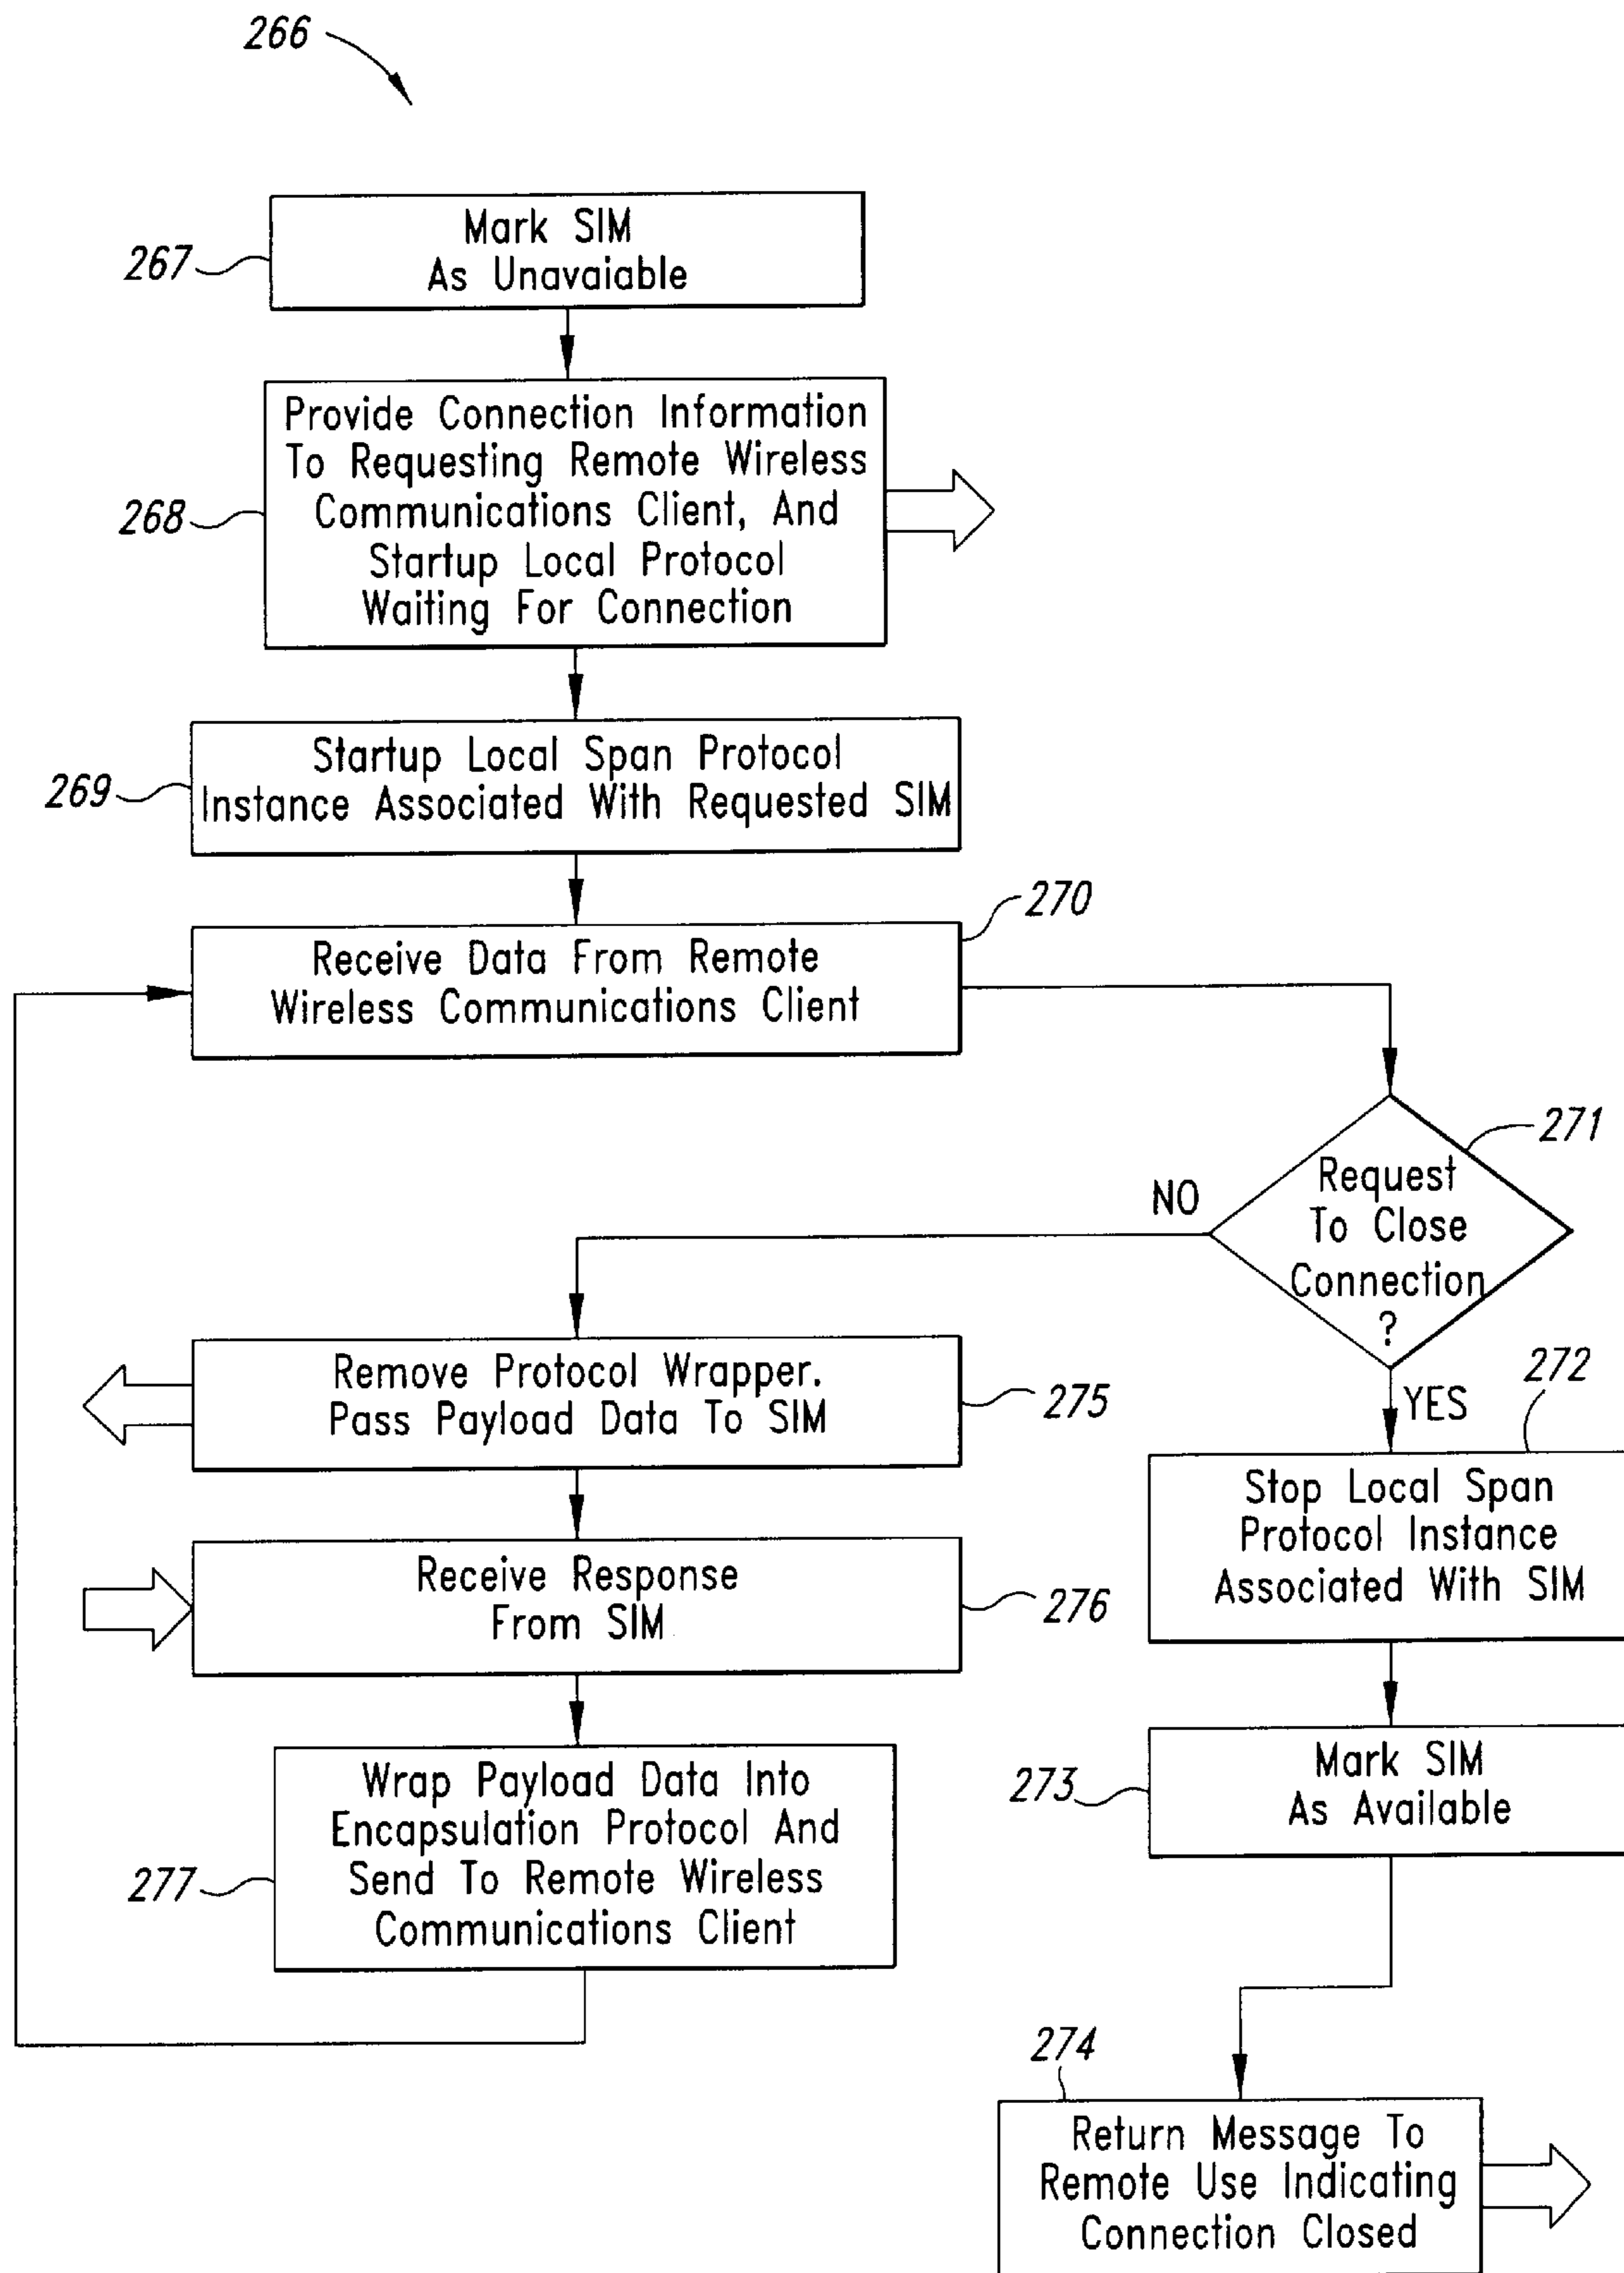 266
267
Mark SIM
As Unavaiable
268
Provide Connection Information
To Requesting Remote Wireless
Communications Client, And
Startup Local Protocol
Waiting For Connection
269
Startup Local Span Protocol
Instance Associated With Requested SIM
270
Receive Data From Remote
Wireless Communications Client
271
Request
To Close
Connection
?
NO
YES
275
Remove Protocol Wrapper.
Pass Payload Data To SIM
276
Receive Response
From SIM
277
Wrap Payload Data Into
Encapsulation Protocol And
Send To Remote Wireless
Communications Client
272
Stop Local Span
Protocol Instance
Associated With SIM
273
Mark SIM
As Available
274
Return Message To
Remote Use Indicating
Connection Closed